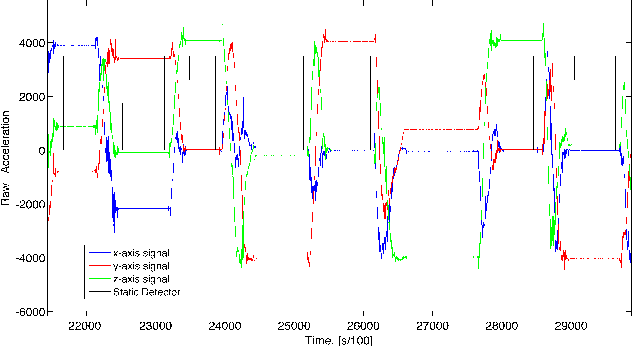 4000
2000
0
-2000
-4000
-6000
Raw Acceleration
x-axis signal
y-axis signal
z-axis signal
Static Detector
22000 23000 24000 25000 26000 27000 28000 29000
Time, [s/100]